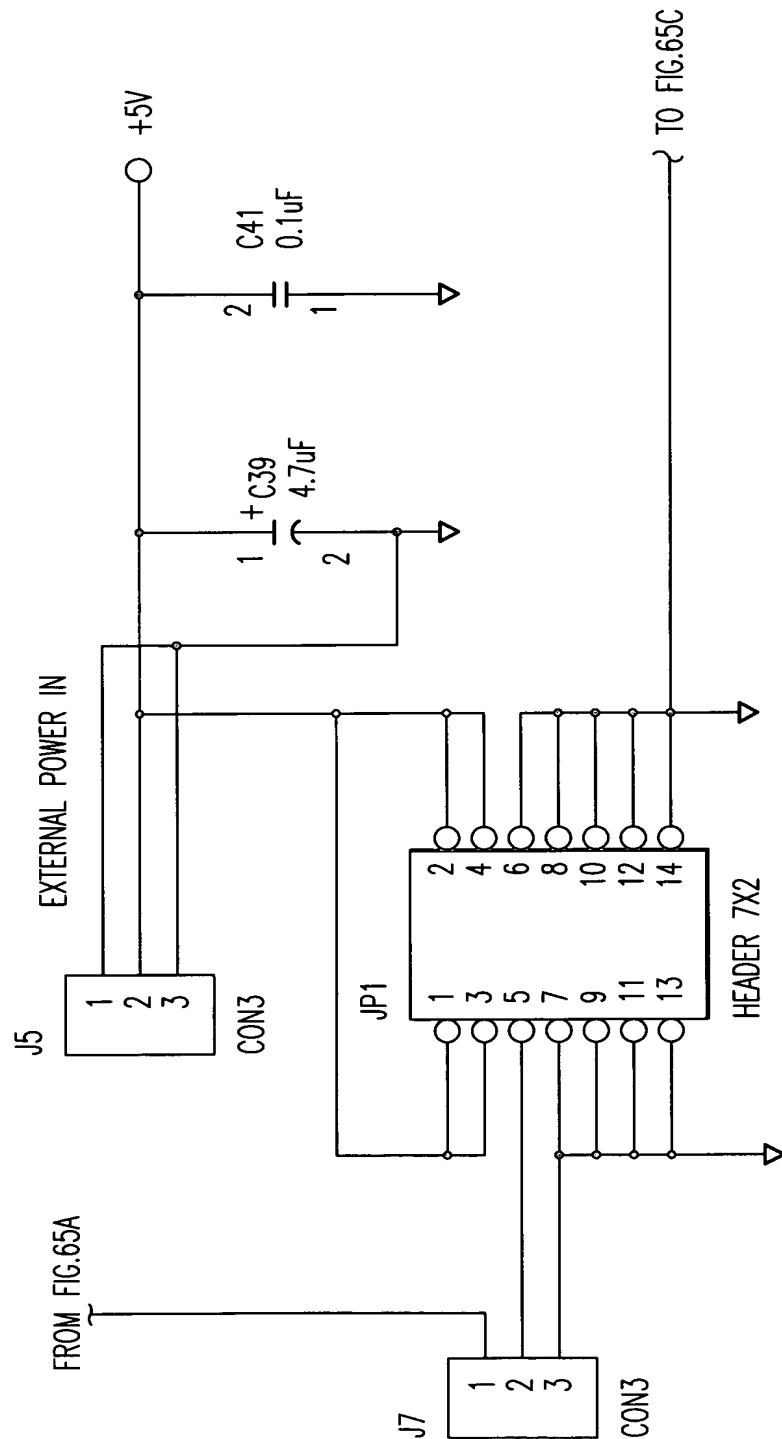 FROM FIG.65A
J5
1
2
3
CON3
EXTERNAL POWER IN
+5V
1
+
C39
4.7uF
2
2
C41
0.1uF
1
J7
1
2
3
CON3
JP1
1
3
5
7
9
11
13
2
4
6
8
10
12
14
HEADER 7X2
TO FIG.65C